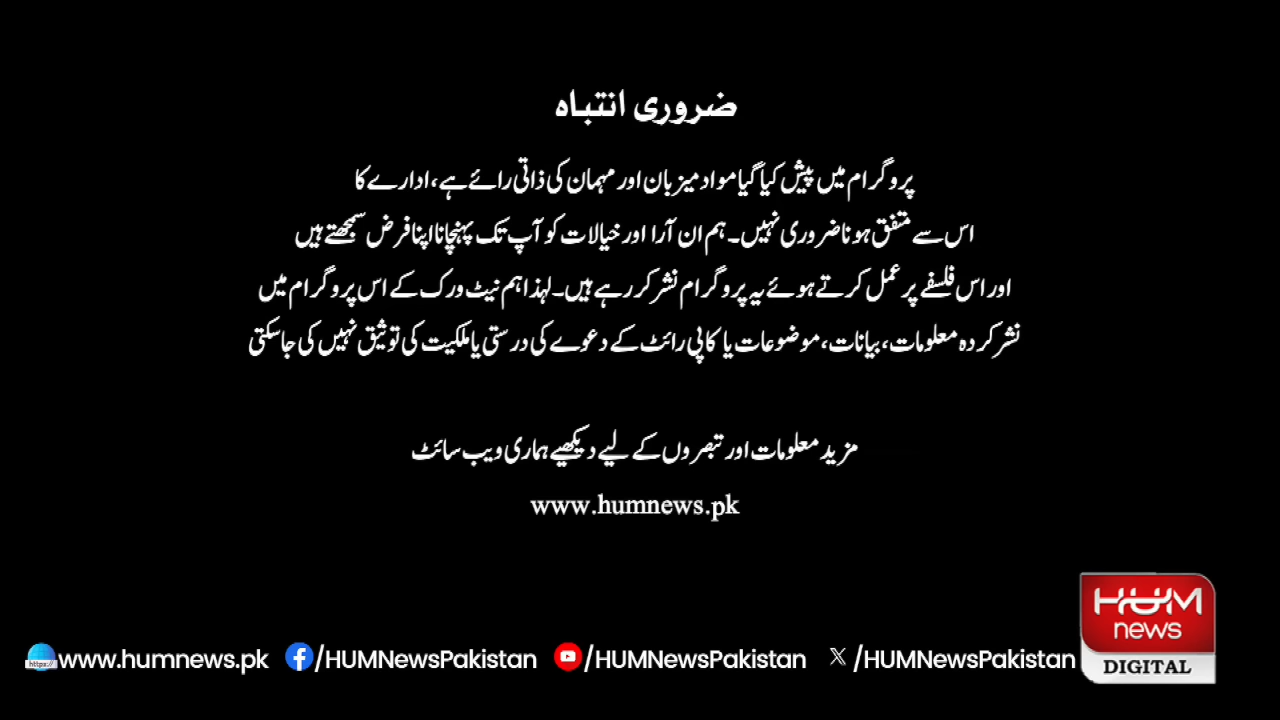 ضروری انتباہ
پروگرام میں پیش کیا گیا مواد میزبان اور مہمان کی ذاتی رائے ہے، ادارے کا
اس سے متفق ہونا ضروری نہیں۔ ہم ان آرا اور خیالات کو آپ تک پہنچانا اپنا فرض سمجھتے ہیں
اور اس فلسفے پر عمل کرتے ہوئے یہ پروگرام نشر کر رہے ہیں۔ لہذا ہم نیٹ ورک کے اس پروگرام میں
نشر کردہ معلومات، بیانات، موضوعات یا کاپی رائٹ کے دعوے کی درستی یا ملکیت کی توثیق نہیں کی جا سکتی
مزید معلومات اور تبصروں کے لیے دیکھیے ہماری ویب سائٹ
www.humnews.pk
HUM
news
DIGITAL
https:// www.humnews.pk /HUMNewsPakistan /HUMNewsPakistan X /HUMNewsPakistan